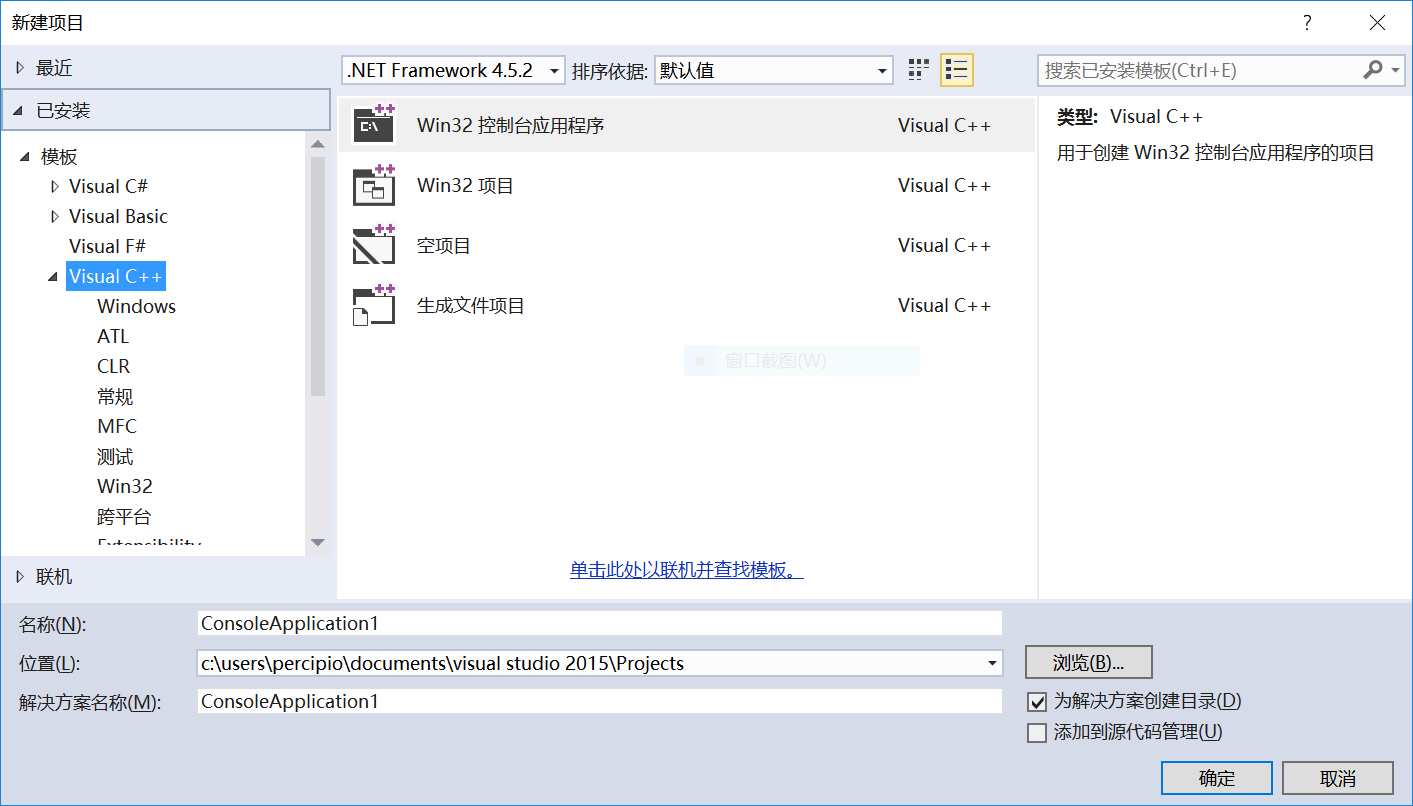 新建项目
?
最近
已安装
模板
Visual C#
Visual Basic
Visual F#
Visual C++
Windows
ATL
CLR
常规
MFC
测试
Win32
跨平台
Extensibility
联机
.NET Framework 4.5.2
排序依据:
默认值
搜索已安装模板(Ctrl+E)
Win32 控制台应用程序 Visual C++
Win32 项目 Visual C++
空项目 Visual C++
生成文件项目 Visual C++
窗口截图(W)
单击此处以联机并查找模板。
类型: Visual C++
用于创建 Win32 控制台应用程序的项目
名称(N): ConsoleApplication1
位置(L): c:\users\percipio\documents\visual studio 2015\Projects
浏览(B)...
解决方案名称(M): ConsoleApplication1
为解决方案创建目录(D)
添加到源代码管理(U)
确定
取消